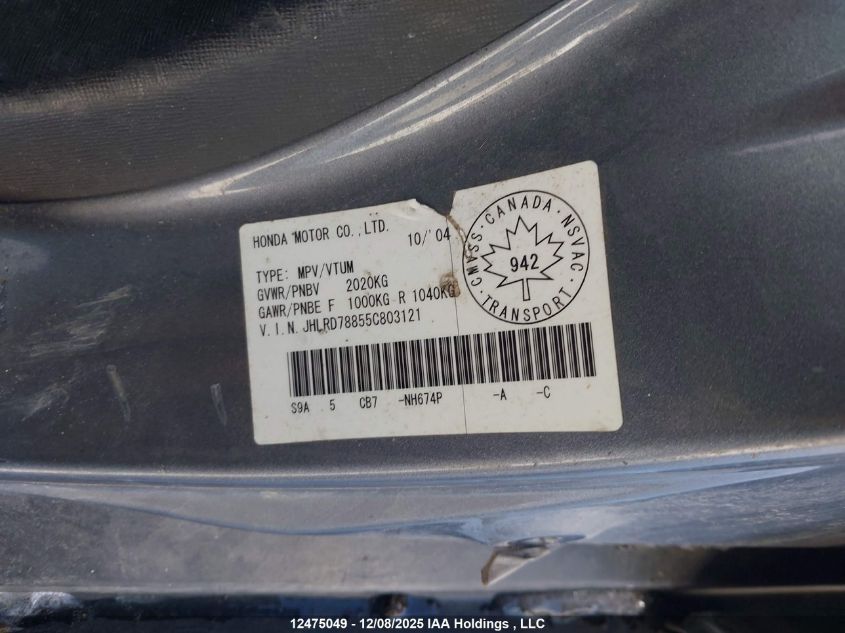 HONDA MOTOR CO.,LTD. 10/'04
TYPE: MPV/VTUM
GVWR/PNBV 2020KG
GAWR/PNBE F 1000KG R 1040KG
V.I.N. JHLRD78855C803121
S9A 5 CB7 -NH674P -A -C
CMVSS · CANADA · NSVAC
942
· TRANSPORT ·
12475049 - 12/08/2025 IAA Holdings , LLC